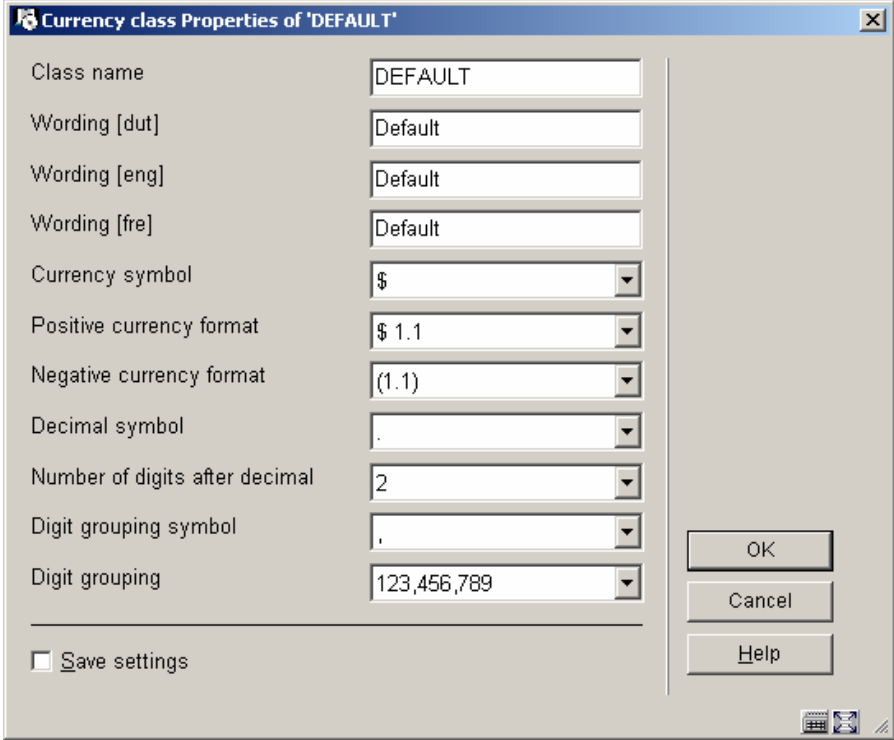 Currency class Properties of 'DEFAULT'
Class name DEFAULT
Wording [dut] Default
Wording [eng] Default
Wording [fre] Default
Currency symbol $
Positive currency format $ 1.1
Negative currency format (1.1)
Decimal symbol .
Number of digits after decimal 2
Digit grouping symbol ,
Digit grouping 123,456,789
Save settings
OK
Cancel
Help